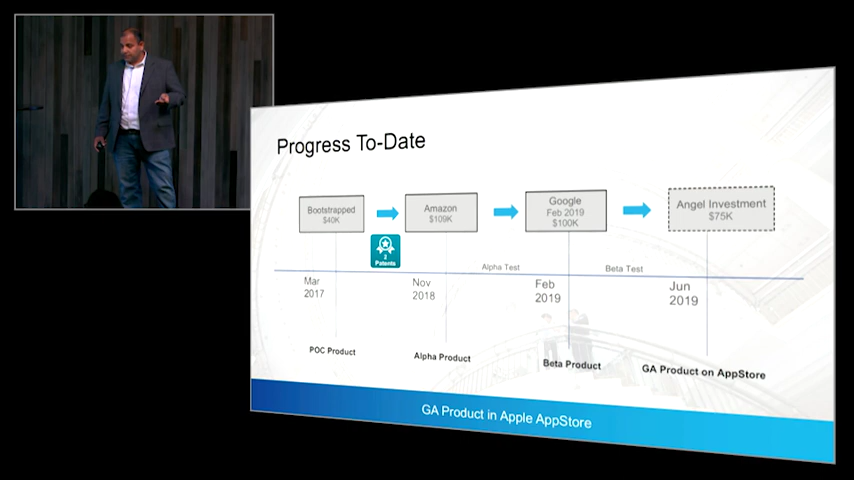 Progress To-Date
Bootstrapped
$40K
Amazon
$109K
Google
Feb 2019
$100K
Angel Investment
$75K
2
Patents
Alpha Test
Beta Test
Mar
2017
Nov
2018
Feb
2019
Jun
2019
POC Product
Alpha Product
Beta Product
GA Product on AppStore
GA Product in Apple AppStore